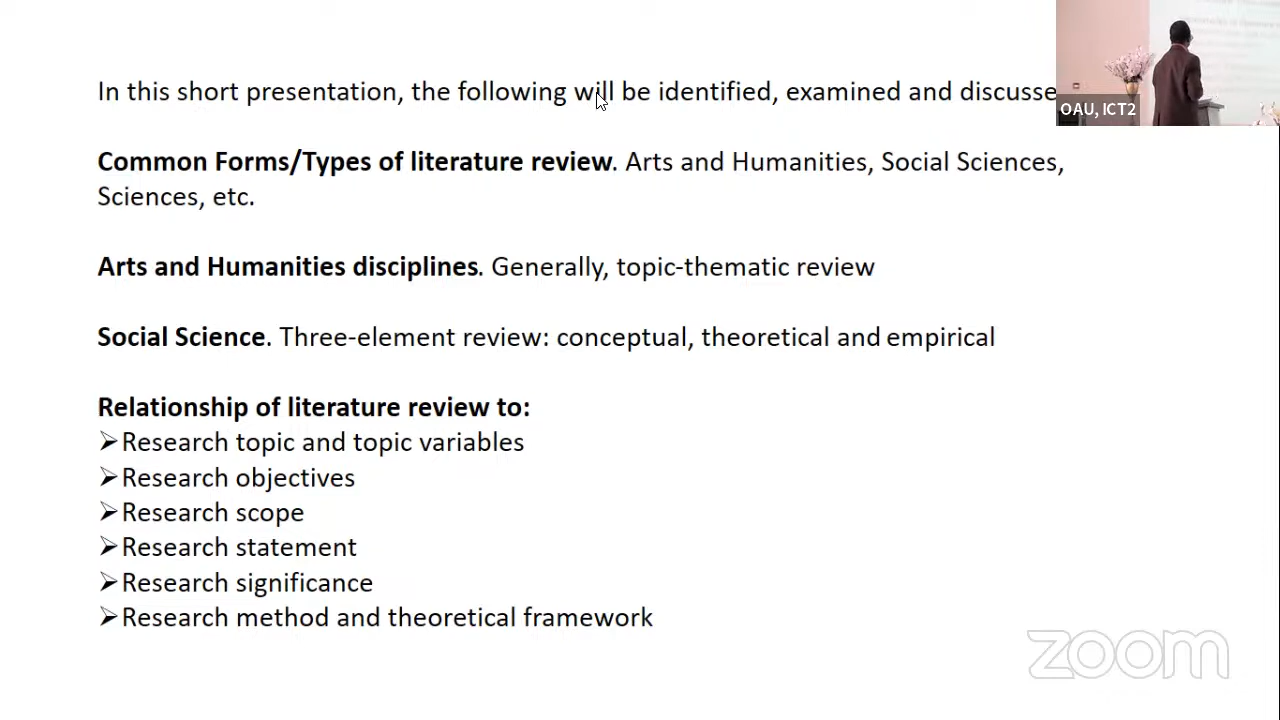 In this short presentation, the following will be identified, examined and discusse
OAU, ICT2
Common Forms/Types of literature review. Arts and Humanities, Social Sciences,
Sciences, etc.
Arts and Humanities disciplines. Generally, topic-thematic review
Social Science. Three-element review: conceptual, theoretical and empirical
Relationship of literature review to:
➢Research topic and topic variables
➢Research objectives
➢Research scope
➢Research statement
➢Research significance
➢Research method and theoretical framework
zoom